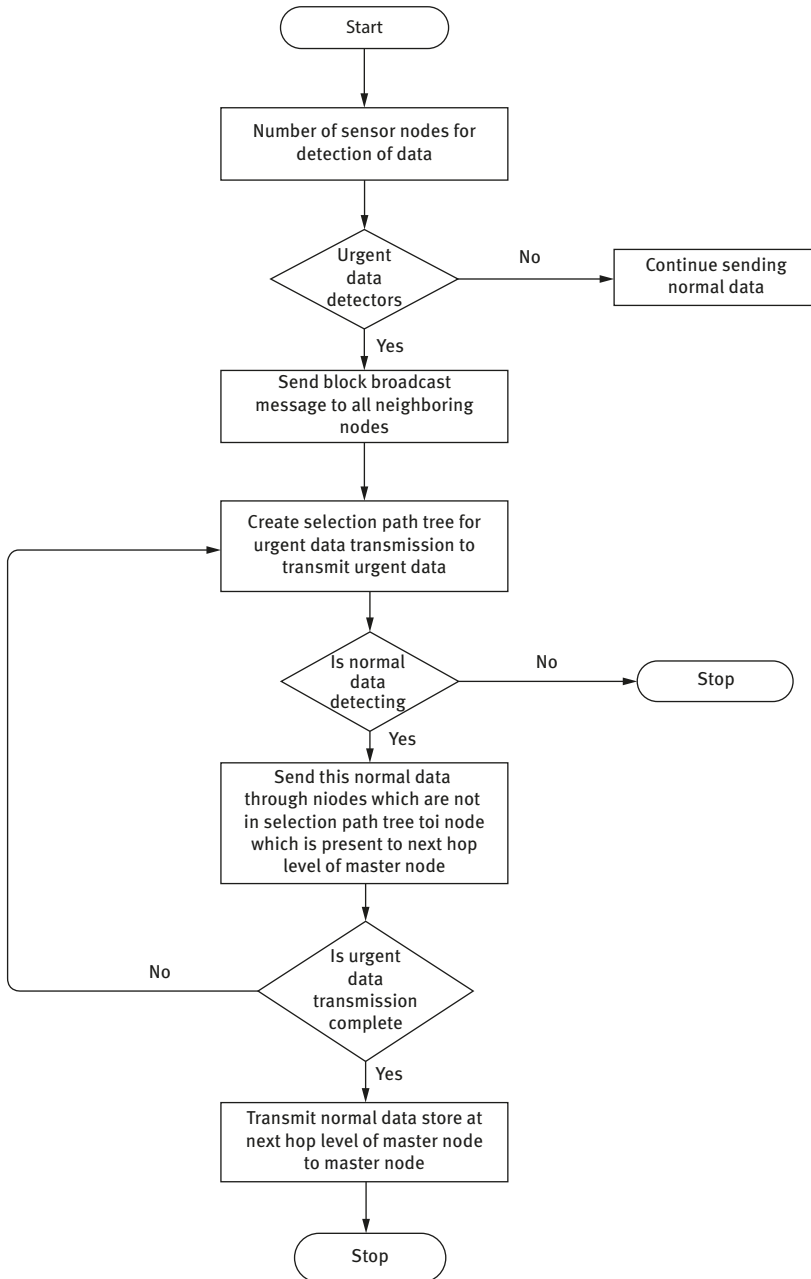 Start
Number of sensor nodes for
detection of data
Urgent
data
detectors
No
Continue sending
normal data
Yes
Send block broadcast
message to all neighboring
nodes
Create selection path tree for
urgent data transmission to
transmit urgent data
Is normal
data
detecting
No
Stop
Yes
Send this normal data
through niodes which are not
in selection path tree toi node
which is present to next hop
level of master node
Is urgent
data
transmission
complete
No
Yes
Transmit normal data store at
next hop level of master node
to master node
Stop